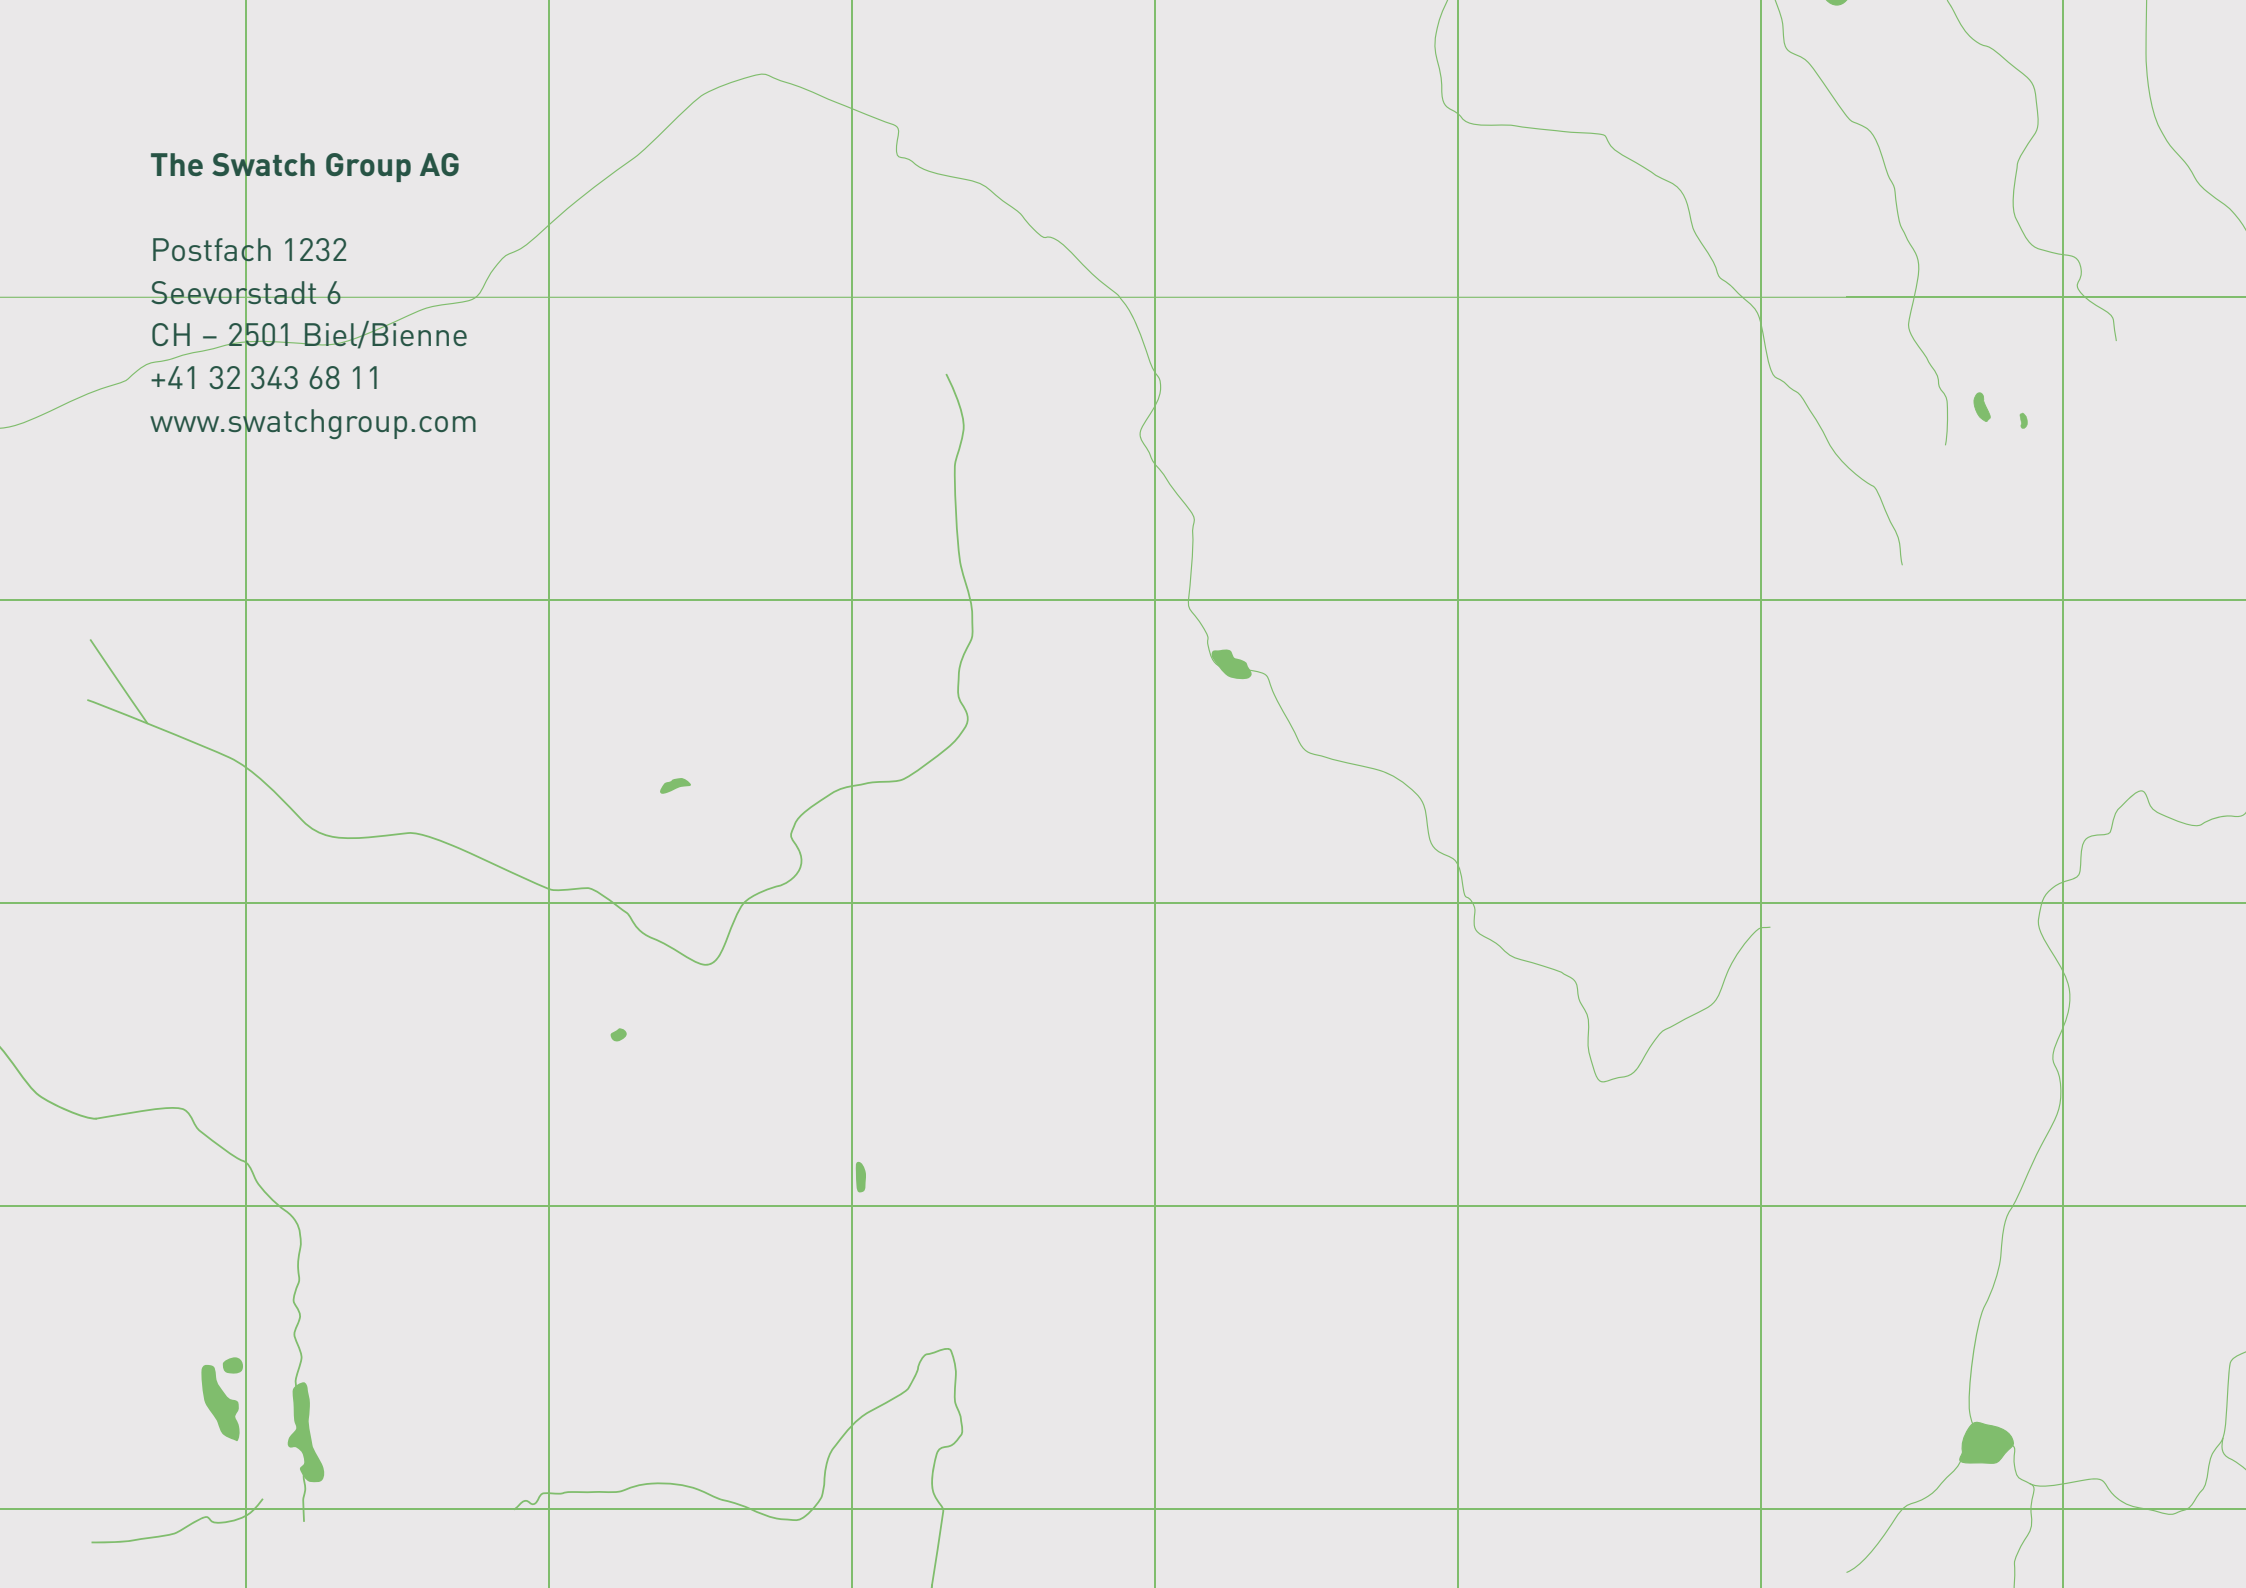 The Swatch Group AG
Postfach 1232
Seevorstadt 6
CH – 2501 Biel/Bienne
+41 32 343 68 11
www.swatchgroup.com